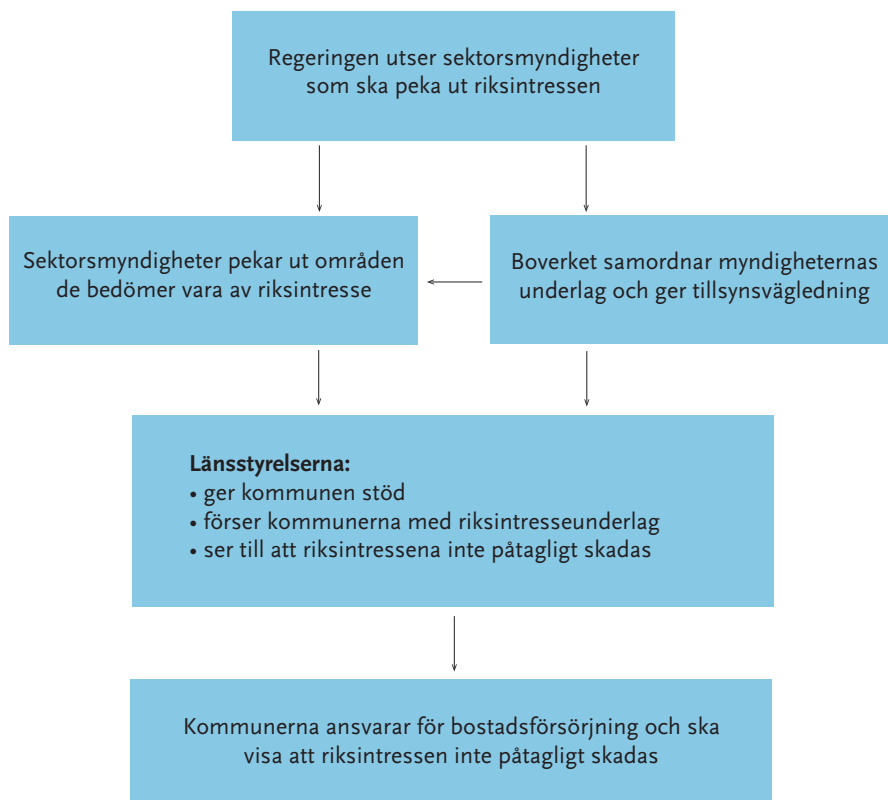 Regeringen utser sektorsmyndigheter
som ska peka ut riksintressen
Sektorsmyndigheter pekar ut områden
de bedömer vara av riksintresse
Boverket samordnar myndigheternas
underlag och ger tillsynsvägledning
Länsstyrelserna:
• ger kommunen stöd
• förser kommunerna med riksintresseunderlag
• ser till att riksintressena inte påtagligt skadas
Kommunerna ansvarar för bostadsförsörjning och ska
visa att riksintressen inte påtagligt skadas